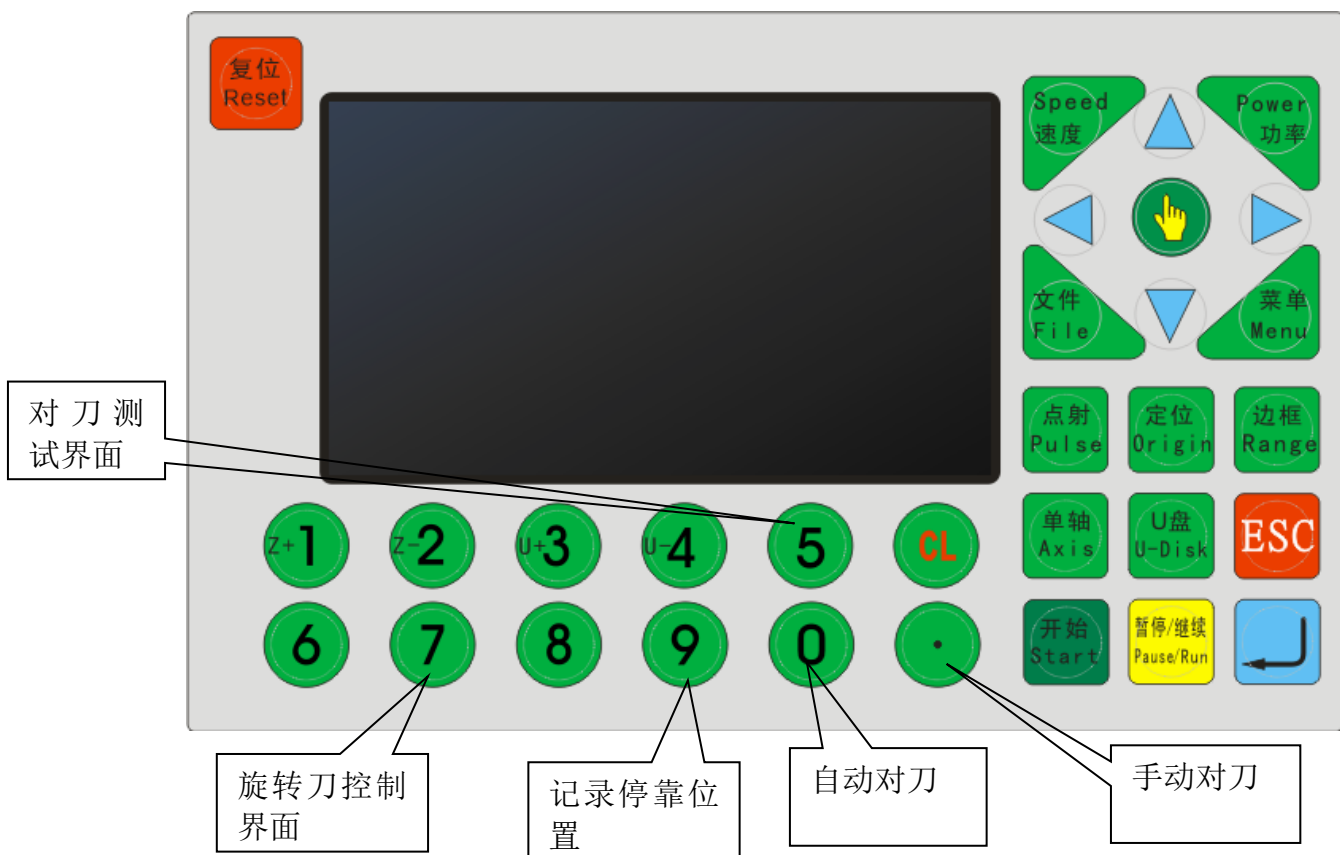 复位
Reset
Speed
速度
Power
功率
文件
File
菜单
Menu
点射
Pulse
定位
Origin
边框
Range
对刀测
试界面
Z+1
Z-2
U+3
U-4
5
CL
单轴
Axis
U盘
U-Disk
ESC
6
7
8
9
0
.
开始
Start
暂停/继续
Pause/Run
旋转刀控制
界面
记录停靠位
置
自动对刀
手动对刀